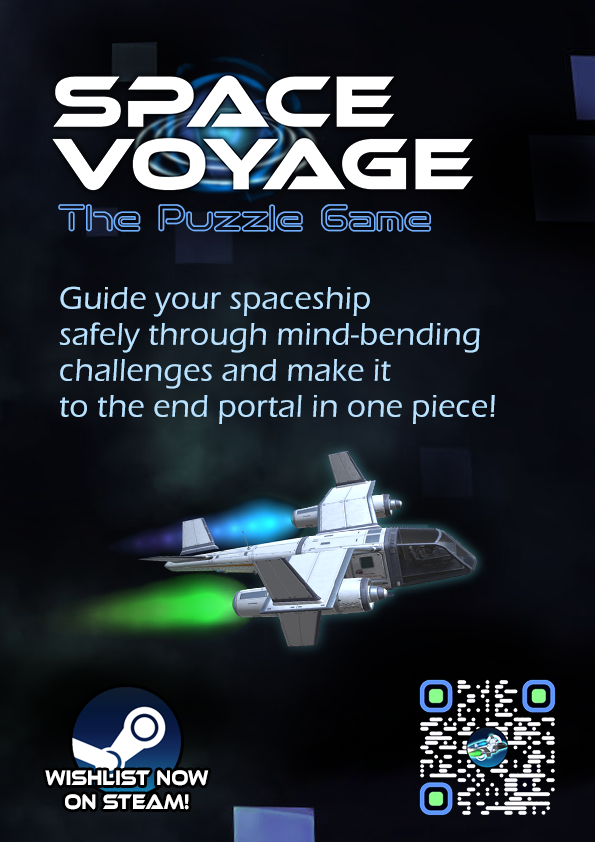 SPACE
VOYAGE
The Puzzle Game
Guide your spaceship
safely through mind-bending
challenges and make it
to the end portal in one piece!
WISHLIST NOW
ON STEAM!